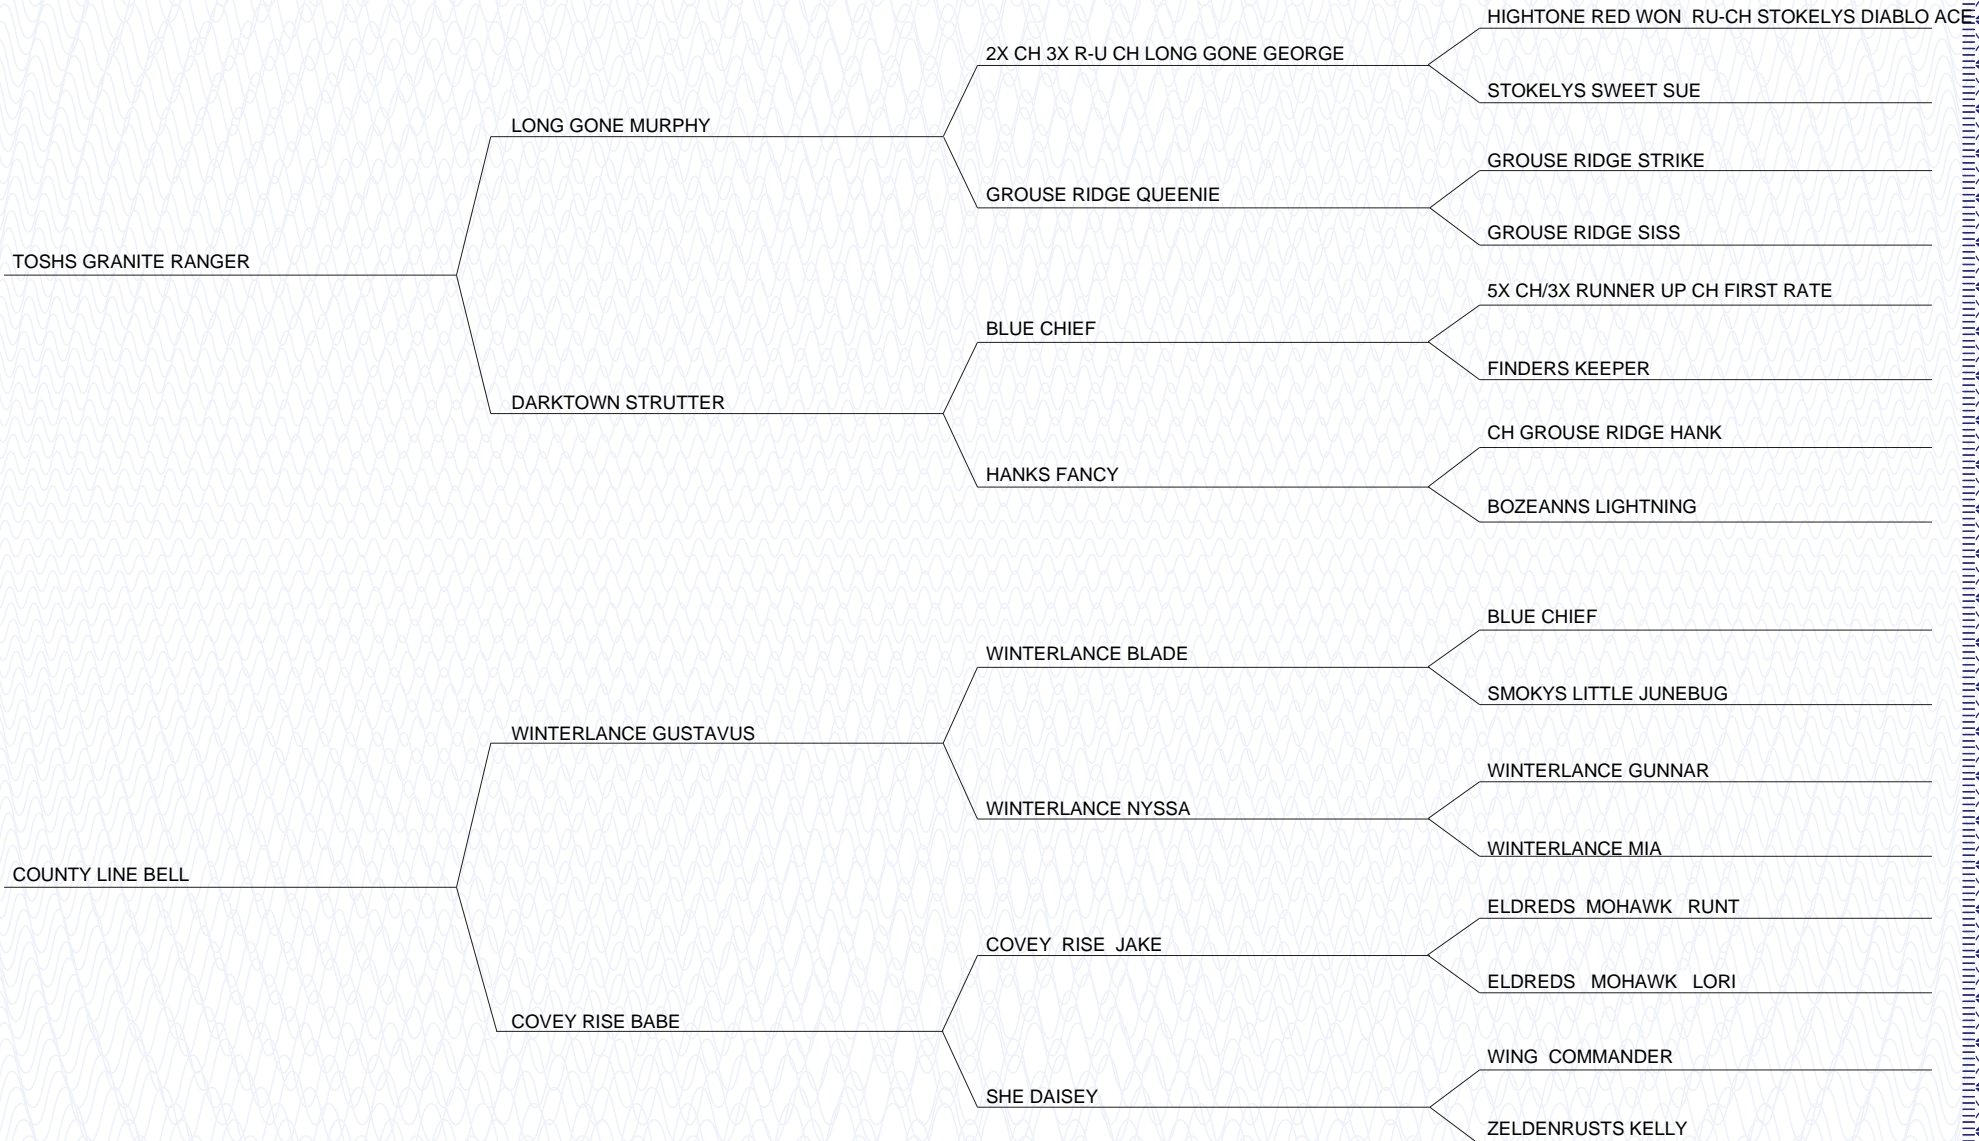 HIGHTONE RED WON  RU-CH STOKELYS DIABLO ACE
2X CH 3X R-U CH LONG GONE GEORGE
STOKELYS SWEET SUE
LONG GONE MURPHY
GROUSE RIDGE STRIKE
GROUSE RIDGE QUEENIE
GROUSE RIDGE SISS
TOSHS GRANITE RANGER
5X CH/3X RUNNER UP CH FIRST RATE
BLUE CHIEF
FINDERS KEEPER
DARKTOWN STRUTTER
CH GROUSE RIDGE HANK
HANKS FANCY
BOZEANNS LIGHTNING
BLUE CHIEF
WINTERLANCE BLADE
SMOKYS LITTLE JUNEBUG
WINTERLANCE GUSTAVUS
WINTERLANCE GUNNAR
WINTERLANCE NYSSA
WINTERLANCE MIA
COUNTY LINE BELL
ELDREDS  MOHAWK   RUNT
COVEY  RISE  JAKE
ELDREDS   MOHAWK   LORI
COVEY RISE BABE
WING  COMMANDER
SHE DAISEY
ZELDENRUSTS KELLY